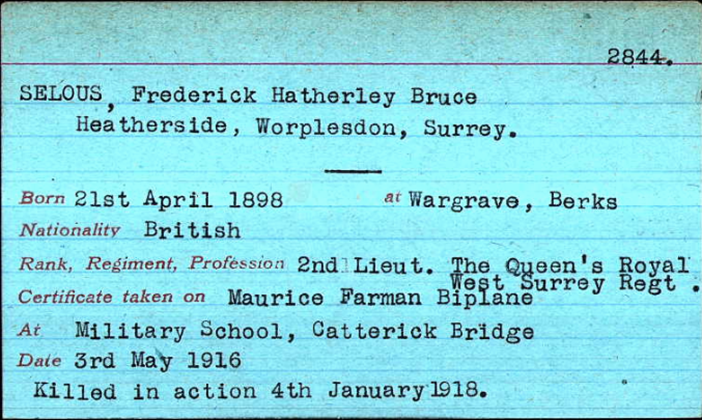 2844.
SELOUS, Frederick Hatherley Bruce
Heatherside, Worplesdon, Surrey.
Born 21st April 1898 at Wargrave, Berks
Nationality British
Rank, Regiment, Profession 2nd Lieut. The Queen's Royal
West Surrey Regt.
Certificate taken on Maurice Farman Biplane
At Military School, Catterick Bridge
Date 3rd May 1916
Killed in action 4th January 1918.